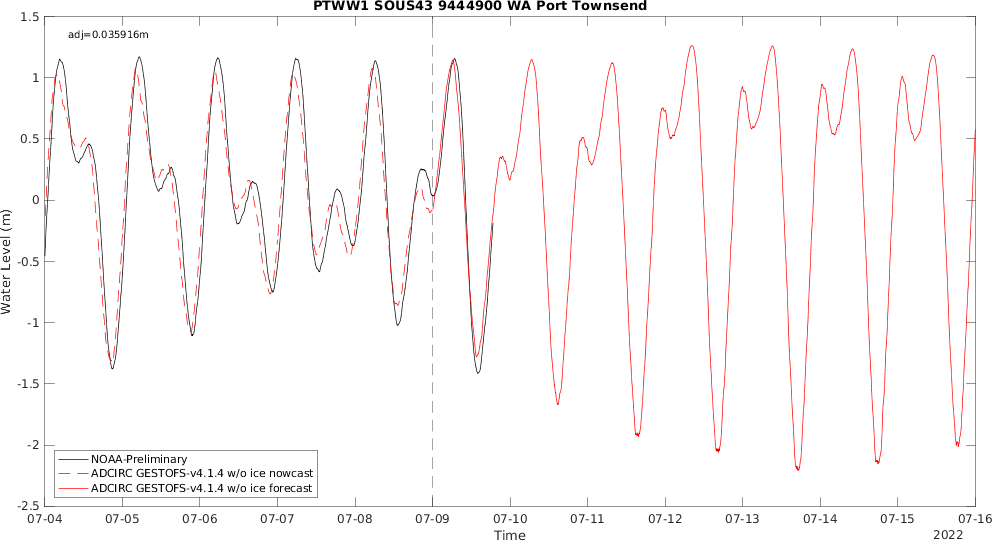 PTWW1 SOUS43 9444900 WA Port Townsend
adj=0.035916m
1.5
1
0.5
0
-0.5
-1
-1.5
-2
-2.5
Water Level (m)
NOAA-Preliminary
ADCIRC GESTOFS-v4.1.4 w/o ice nowcast
ADCIRC GESTOFS-v4.1.4 w/o ice forecast
07-04 07-05 07-06 07-07 07-08 07-09 07-10 07-11 07-12 07-13 07-14 07-15 07-16
Time
2022